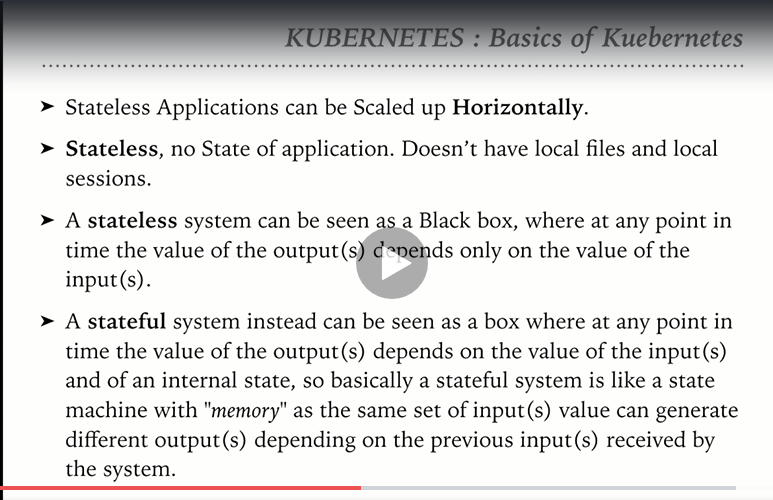 KUBERNETES : Basics of Kuebernetes
➤ Stateless Applications can be Scaled up Horizontally.
➤ Stateless, no State of application. Doesn’t have local files and local
sessions.
➤ A stateless system can be seen as a Black box, where at any point in
time the value of the output(s) depends only on the value of the
input(s).
➤ A stateful system instead can be seen as a box where at any point in
time the value of the output(s) depends on the value of the input(s)
and of an internal state, so basically a stateful system is like a state
machine with "memory" as the same set of input(s) value can generate
different output(s) depending on the previous input(s) received by
the system.